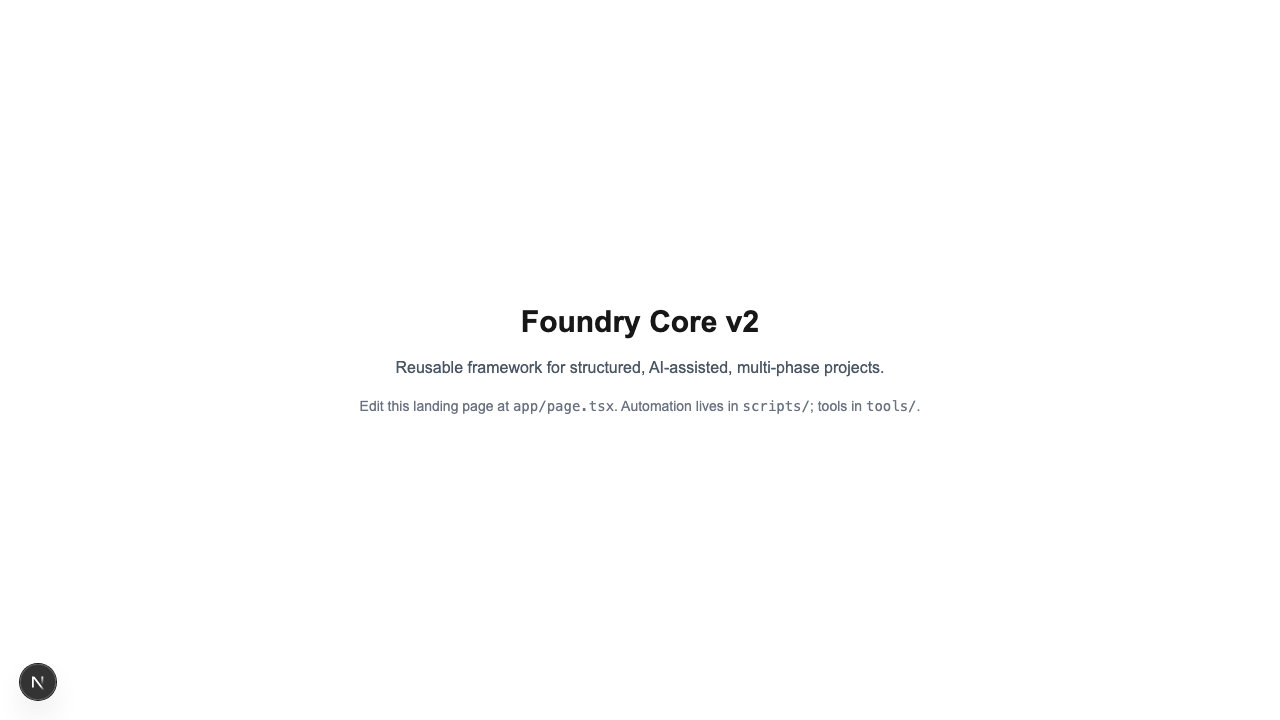 Foundry Core v2
Reusable framework for structured, AI-assisted, multi-phase projects.
Edit this landing page at app/page.tsx. Automation lives in scripts/; tools in tools/.
N